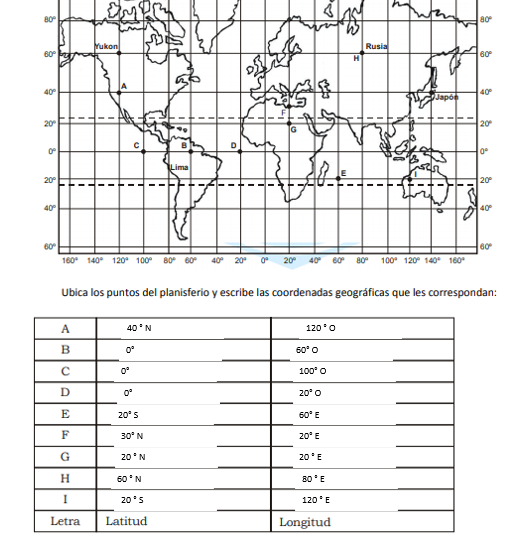 80° 80°
Yukon Rusia
60° H 60°
A
40° Japón 40°
F
20° G 20°
C B D
0° 0°
Lima E I
20° 20°
40° 40°
60° 60°
160° 140° 120° 100° 80° 60° 40° 20° 0° 20° 40° 60° 80° 100° 120° 140° 160°
Ubica los puntos del planisferio y escribe las coordenadas geográficas que les correspondan:
A 40° N 120° O
B 0° 60° O
C 0° 100° O
D 0° 20° O
E 20° S 60° E
F 30° N 20° E
G 20° N 20° E
H 60° N 80° E
I 20° S 120° E
Letra Latitud Longitud